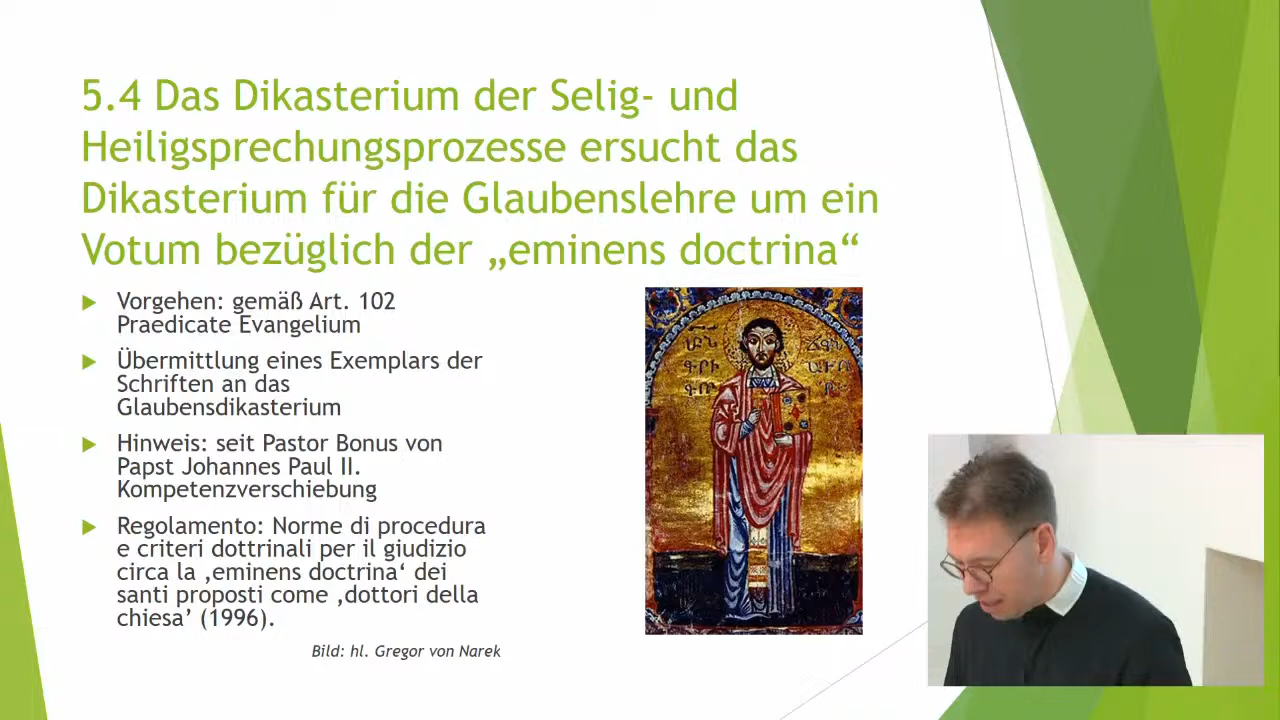 5.4 Das Dikasterium der Selig- und
Heiligsprechungsprozesse ersucht das
Dikasterium für die Glaubenslehre um ein
Votum bezüglich der „eminens doctrina“
Vorgehen: gemäß Art. 102
Praedicate Evangelium
Übermittlung eines Exemplars der
Schriften an das
Glaubensdikasterium
Hinweis: seit Pastor Bonus von
Papst Johannes Paul II.
Kompetenzverschiebung
Regolamento: Norme di procedura
e criteri dottrinali per il giudizio
circa la ‚eminens doctrina‘ dei
santi proposti come ‚dottori della
chiesa’ (1996).
Bild: hl. Gregor von Narek